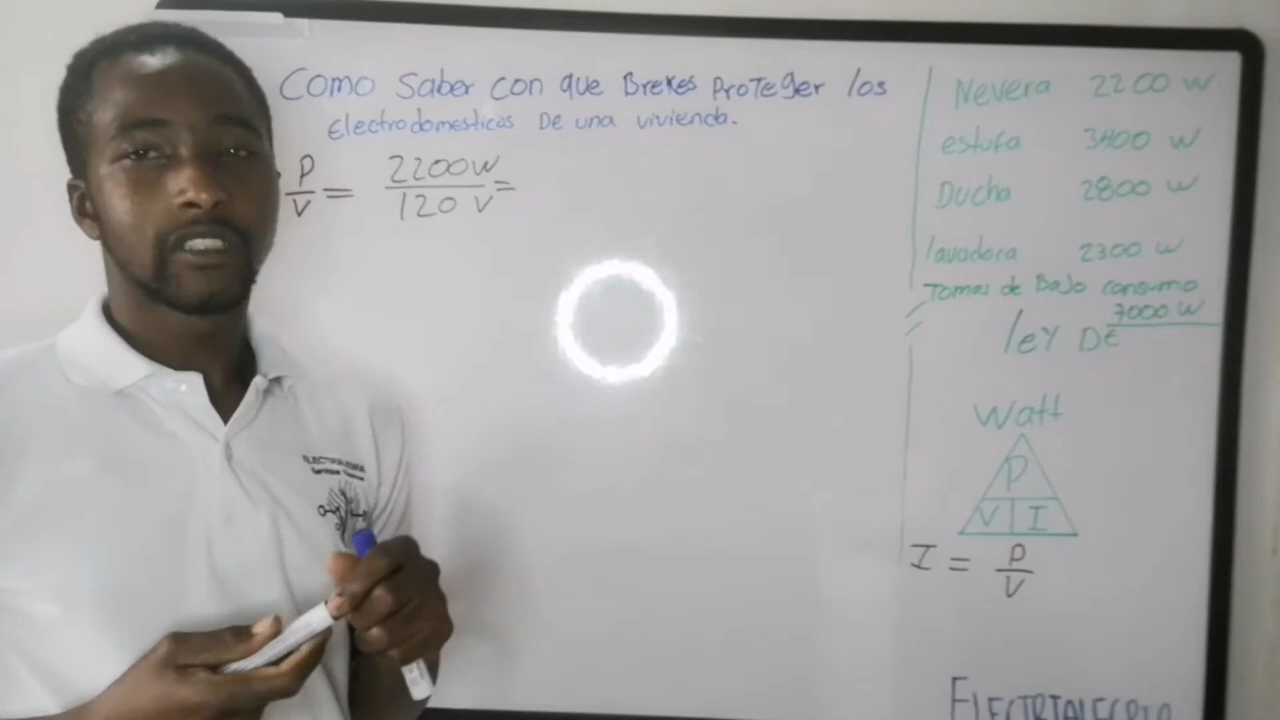 Como Saber con que Brekes ProTeger los
Electrodomesticos De una vivienda.
P/V = 2200W/120 V =
Nevera 2200 W
estufa 3400 W
Ducha 2800 W
lavadora 2300 W
Tomas de Bajo consumo
7000 W
ley DE
Watt
P
V I
I = P/V